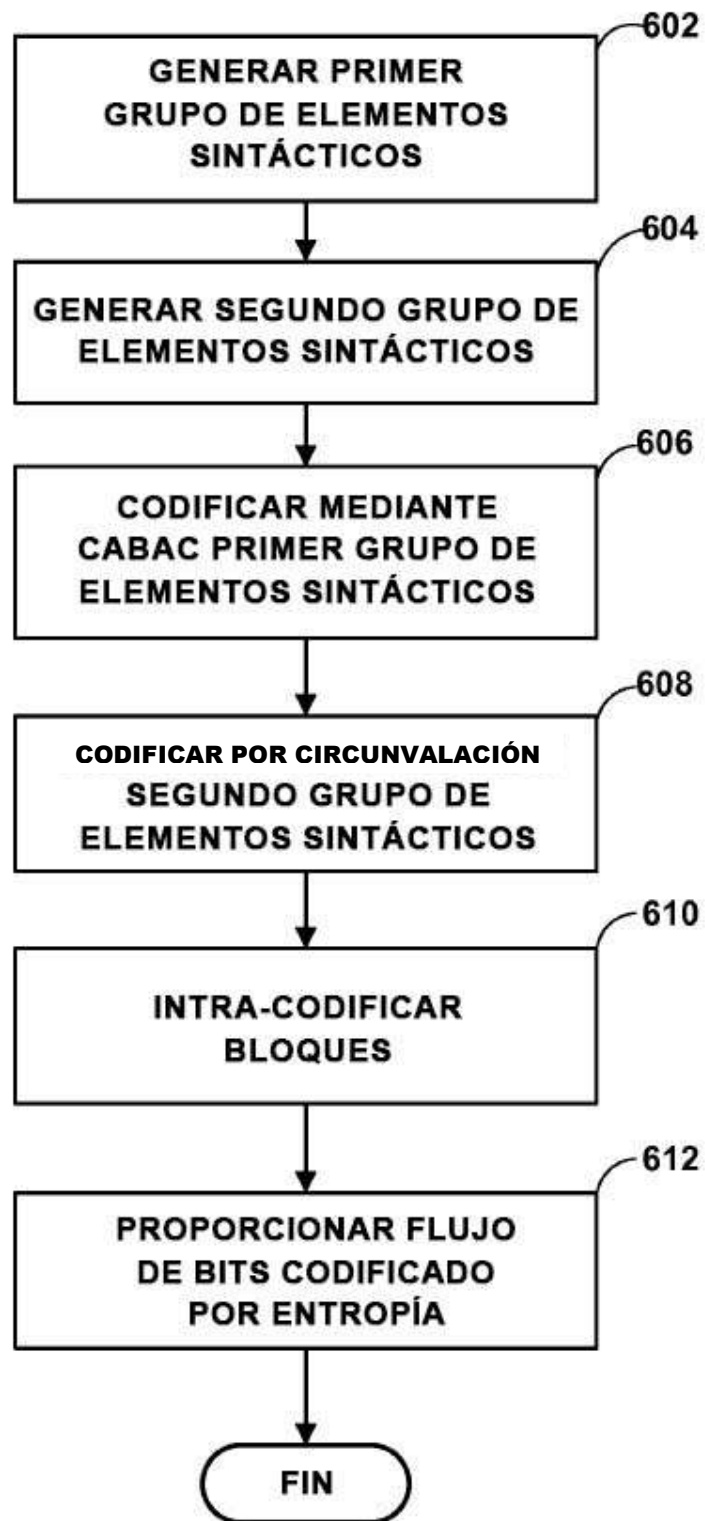 602
GENERAR PRIMER
GRUPO DE ELEMENTOS
SINTÁCTICOS
604
GENERAR SEGUNDO GRUPO DE
ELEMENTOS SINTÁCTICOS
606
CODIFICAR MEDIANTE
CABAC PRIMER GRUPO DE
ELEMENTOS SINTÁCTICOS
608
CODIFICAR POR CIRCUNVALACIÓN
SEGUNDO GRUPO DE
ELEMENTOS SINTÁCTICOS
610
INTRA-CODIFICAR
BLOQUES
612
PROPORCIONAR FLUJO
DE BITS CODIFICADO
POR ENTROPÍA
FIN